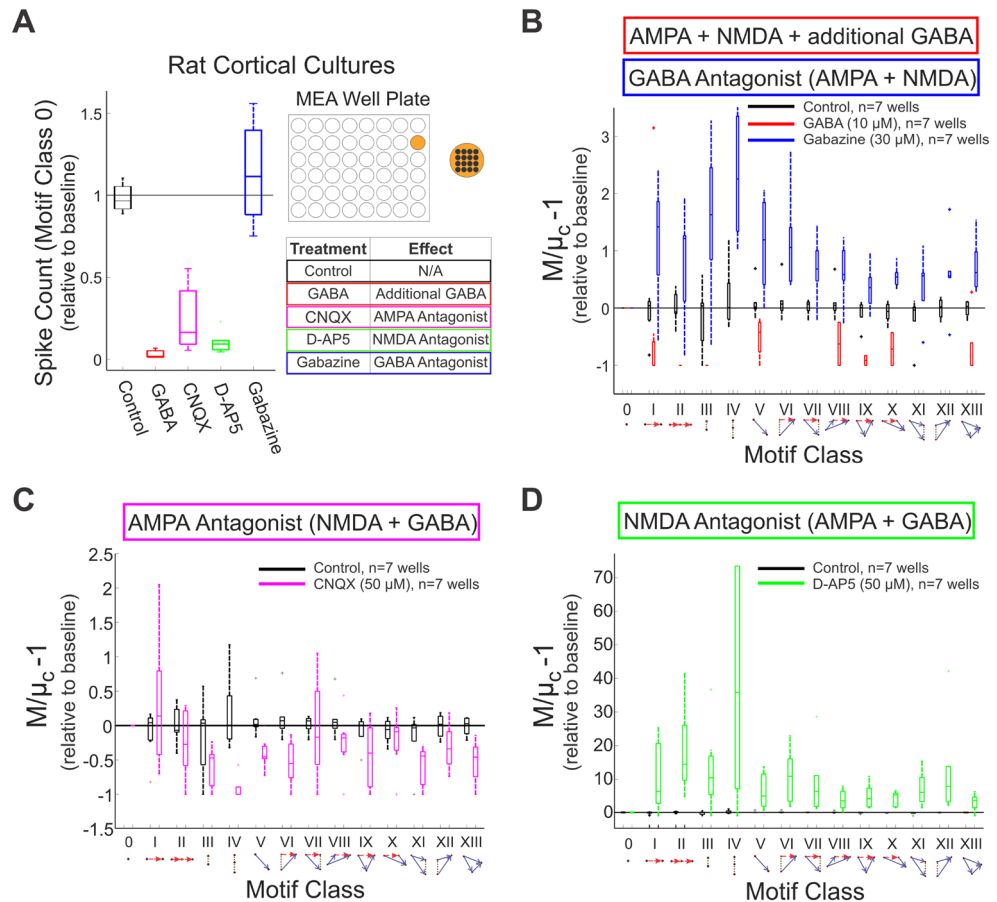 A
Rat Cortical Cultures
Spike Count (Motif Class 0)
(relative to baseline)
1.5
1
0.5
0
Control
GABA
CNQX
D-AP5
Gabazine
MEA Well Plate
Treatment Effect
Control N/A
GABA Additional GABA
CNQX AMPA Antagonist
D-AP5 NMDA Antagonist
Gabazine GABA Antagonist
B
AMPA + NMDA + additional GABA
GABA Antagonist (AMPA + NMDA)
Control, n=7 wells
GABA (10 µM), n=7 wells
Gabazine (30 µM), n=7 wells
M/µc-1
(relative to baseline)
3
2
1
0
-1
0 I II III IV V VI VII VIII IX X XI XII XIII
Motif Class
C
AMPA Antagonist (NMDA + GABA)
Control, n=7 wells
CNQX (50 µM), n=7 wells
M/µc-1
(relative to baseline)
2.5
2
1.5
1
0.5
0
-0.5
-1
-1.5
0 I II III IV V VI VII VIII IX X XI XII XIII
Motif Class
D
NMDA Antagonist (AMPA + GABA)
Control, n=7 wells
D-AP5 (50 µM), n=7 wells
M/µc-1
(relative to baseline)
70
60
50
40
30
20
10
0
0 I II III IV V VI VII VIII IX X XI XII XIII
Motif Class